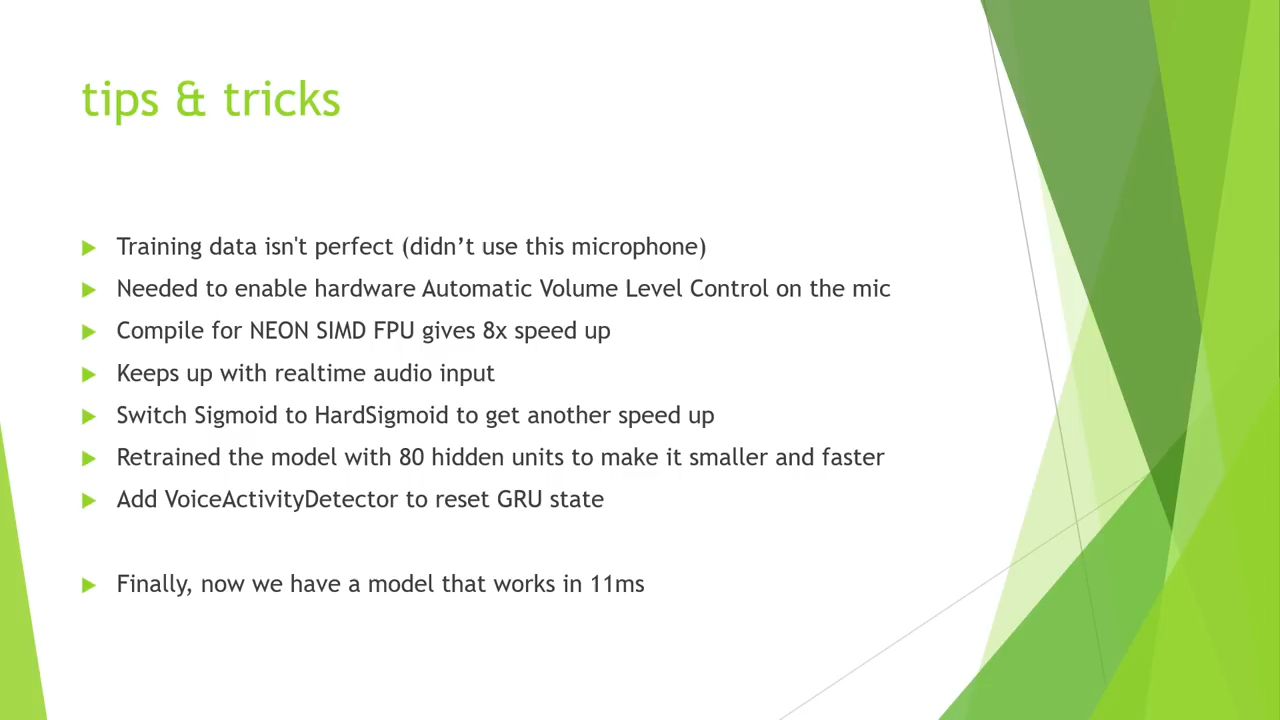 tips & tricks
Training data isn't perfect (didn’t use this microphone)
Needed to enable hardware Automatic Volume Level Control on the mic
Compile for NEON SIMD FPU gives 8x speed up
Keeps up with realtime audio input
Switch Sigmoid to HardSigmoid to get another speed up
Retrained the model with 80 hidden units to make it smaller and faster
Add VoiceActivityDetector to reset GRU state
Finally, now we have a model that works in 11ms